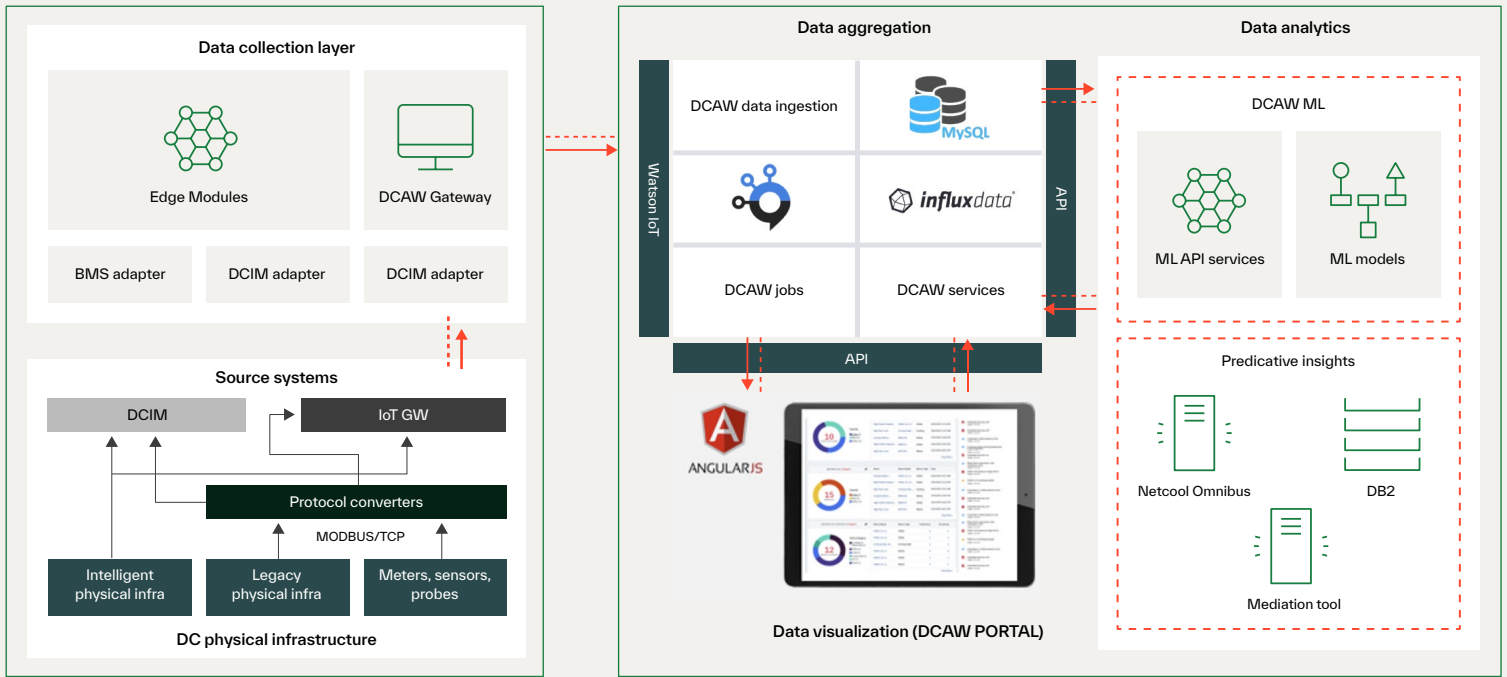 Data collection layer
Edge Modules
DCAW Gateway
BMS adapter
DCIM adapter
DCIM adapter
Source systems
DCIM
IoT GW
Protocol converters
MODBUS/TCP
Intelligent
physical infra
Legacy
physical infra
Meters, sensors,
probes
DC physical infrastructure
Data aggregation
Watson IoT
DCAW data ingestion
MySQL
influxdata
DCAW jobs
DCAW services
API
API
ANGULARJS
10
15
12
Data visualization (DCAW PORTAL)
Data analytics
DCAW ML
ML API services
ML models
Predicative insights
Netcool Omnibus
DB2
Mediation tool